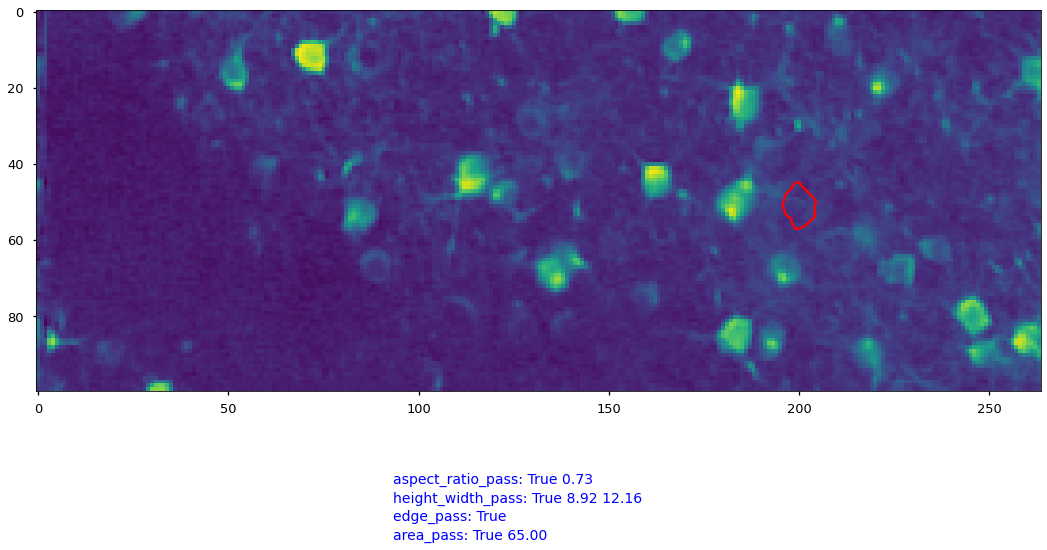 0
20
40
60
80
0 50 100 150 200 250
aspect_ratio_pass: True 0.73
height_width_pass: True 8.92 12.16
edge_pass: True
area_pass: True 65.00